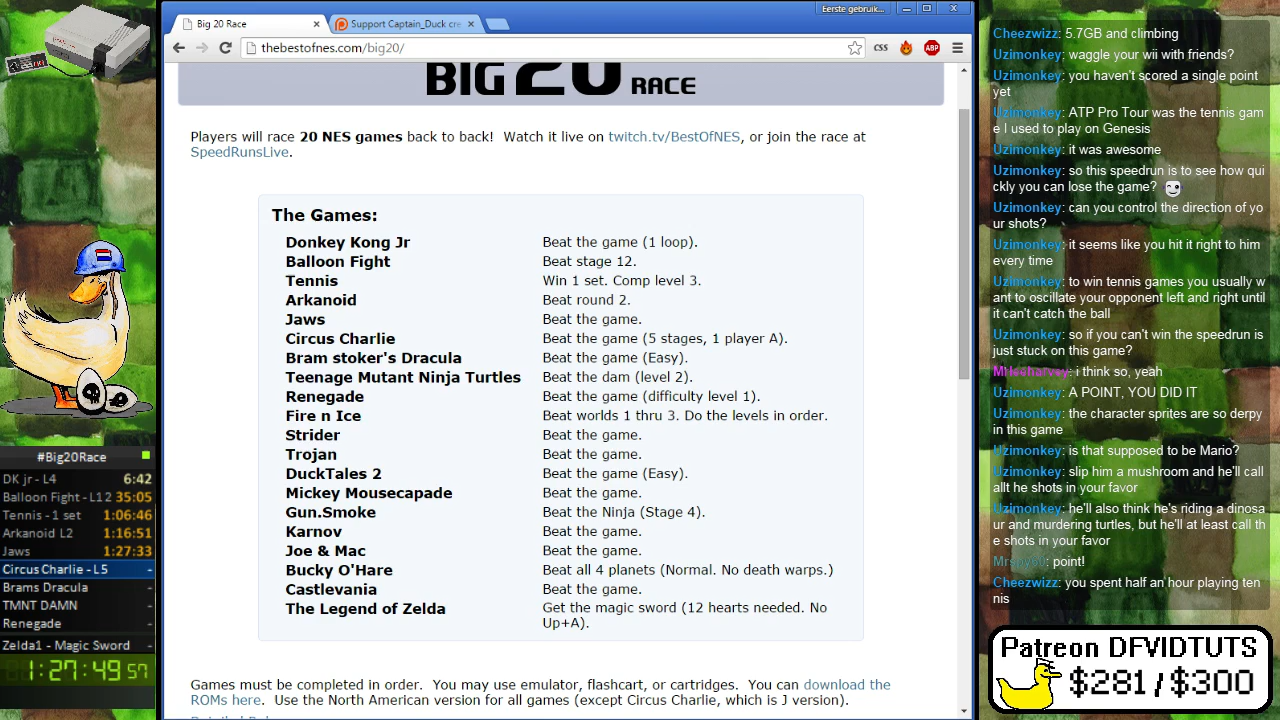 #Big20Race
DK jr - L4 6:42
Balloon Fight - L12 35:05
Tennis - 1 set 1:06:46
Arkanoid L2 1:16:51
Jaws 1:27:33
Circus Charlie - L5 -
Brams Dracula -
TMNT DAMN -
Renegade -
Zelda1 - Magic Sword -
1:27:49 57
Big 20 Race
Support Captain_Duck cre
Eerste gebruik...
thebestofnes.com/big20/
CSS
ABP
BIG 20 RACE
Players will race 20 NES games back to back! Watch it live on twitch.tv/BestOfNES, or join the race at
SpeedRunsLive.
The Games:
Donkey Kong Jr Beat the game (1 loop).
Balloon Fight Beat stage 12.
Tennis Win 1 set. Comp level 3.
Arkanoid Beat round 2.
Jaws Beat the game.
Circus Charlie Beat the game (5 stages, 1 player A).
Bram stoker's Dracula Beat the game (Easy).
Teenage Mutant Ninja Turtles Beat the dam (level 2).
Renegade Beat the game (difficulty level 1).
Fire n Ice Beat worlds 1 thru 3. Do the levels in order.
Strider Beat the game.
Trojan Beat the game.
DuckTales 2 Beat the game (Easy).
Mickey Mousecapade Beat the game.
Gun.Smoke Beat the Ninja (Stage 4).
Karnov Beat the game.
Joe & Mac Beat the game.
Bucky O'Hare Beat all 4 planets (Normal. No death warps.)
Castlevania Beat the game.
The Legend of Zelda Get the magic sword (12 hearts needed. No
Up+A).
Games must be completed in order. You may use emulator, flashcart, or cartridges. You can download the
ROMs here. Use the North American version for all games (except Circus Charlie, which is J version).
Cheezwizz: 5.7GB and climbing
Uzimonkey: waggle your wii with friends?
Uzimonkey: you haven't scored a single point
yet
Uzimonkey: ATP Pro Tour was the tennis gam
e I used to play on Genesis
Uzimonkey: it was awesome
Uzimonkey: so this speedrun is to see how qui
ckly you can lose the game?
Uzimonkey: can you control the direction of yo
ur shots?
Uzimonkey: it seems like you hit it right to him
every time
Uzimonkey: to win tennis games you usually w
ant to oscillate your opponent left and right until
it can't catch the ball
Uzimonkey: so if you can't win the speedrun is
just stuck on this game?
: i think so, yeah
Uzimonkey: A POINT, YOU DID IT
Uzimonkey: the character sprites are so derpy
in this game
Uzimonkey: is that supposed to be Mario?
Uzimonkey: slip him a mushroom and he'll call
allt he shots in your favor
Uzimonkey: he'll also think he's riding a dinosa
ur and murdering turtles, but he'll at least call th
e shots in your favor
: point!
Cheezwizz: you spent half an hour playing ten
nis
Patreon DFVIDTUTS
$281/$300